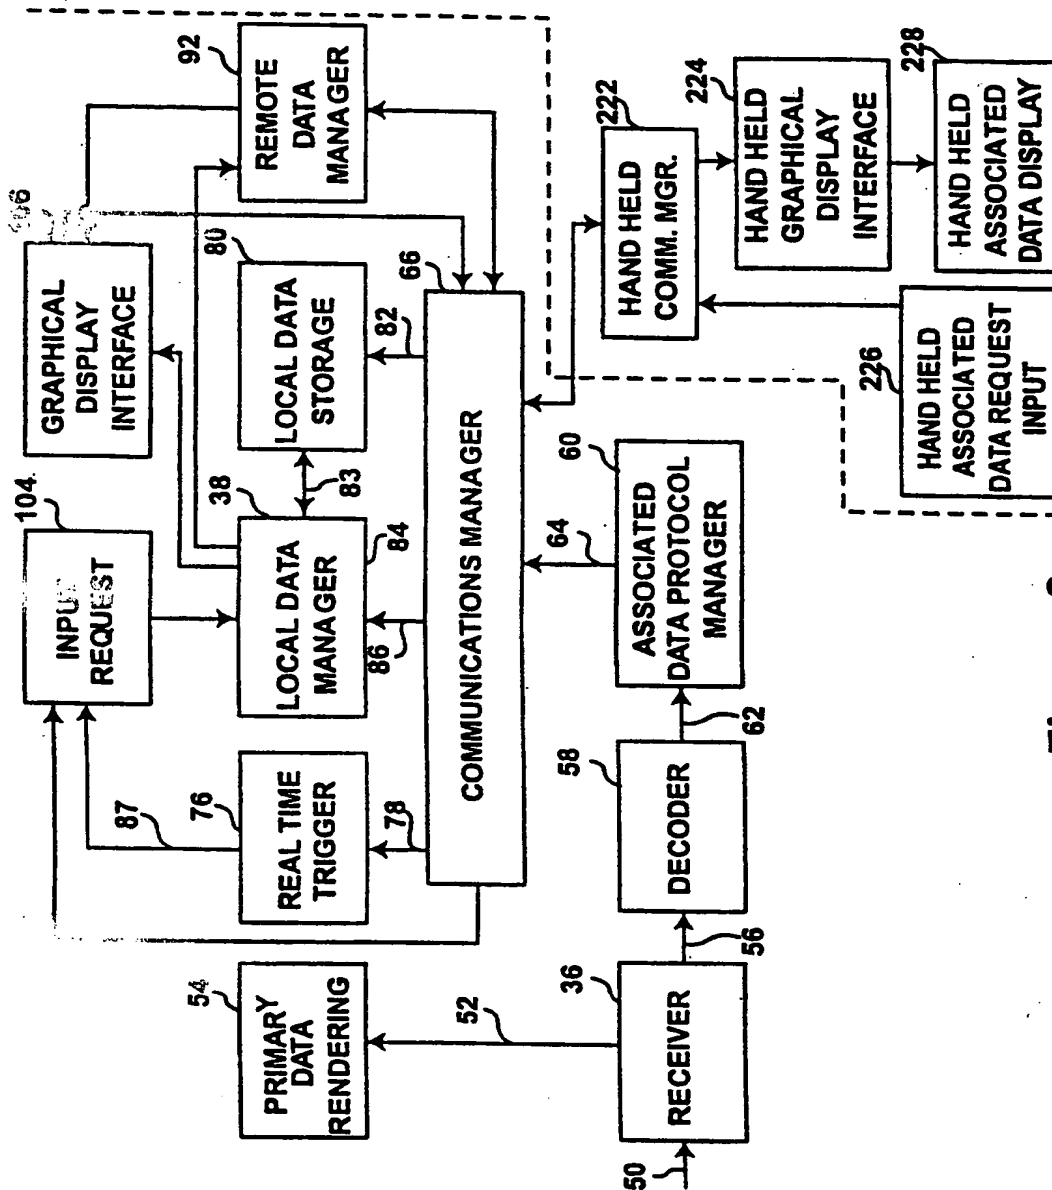 50
RECEIVER
36
52
PRIMARY
DATA
RENDERING
54
56
DECODER
58
62
ASSOCIATED
DATA PROTOCOL
MANAGER
60
64
COMMUNICATIONS MANAGER
66
78
REAL TIME
TRIGGER
76
87
86
LOCAL DATA
MANAGER
38
84
83
INPUT
REQUEST
104
82
LOCAL DATA
STORAGE
80
GRAPHICAL
DISPLAY
INTERFACE
REMOTE
DATA
MANAGER
92
HAND HELD
COMM. MGR.
222
HAND HELD
GRAPHICAL
DISPLAY
INTERFACE
224
HAND HELD
ASSOCIATED
DATA REQUEST
INPUT
226
HAND HELD
ASSOCIATED
DATA DISPLAY
228